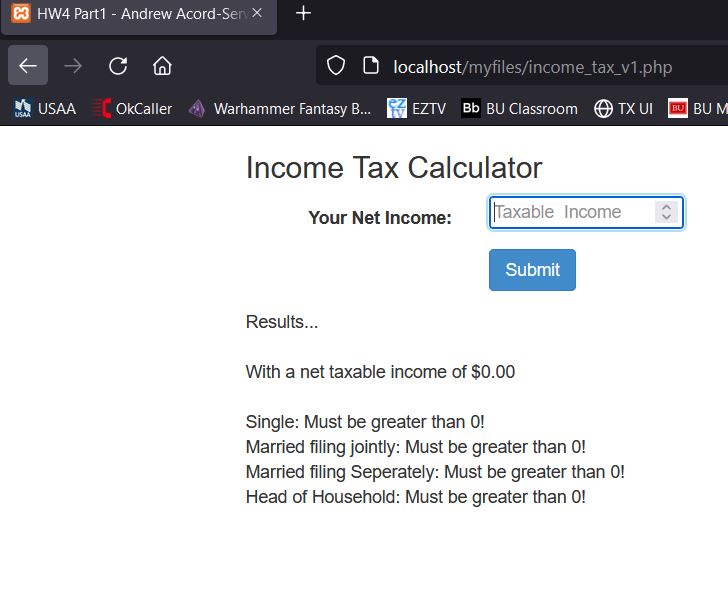 HW4 Part1 - Andrew Acord-Serv
localhost/myfiles/income_tax_v1.php
USAA OkCaller Warhammer Fantasy B... EZTV Bb BU Classroom TX UI BU BU M
Income Tax Calculator
Your Net Income: Taxable Income
Submit
Results...
With a net taxable income of $0.00
Single: Must be greater than 0!
Married filing jointly: Must be greater than 0!
Married filing Seperately: Must be greater than 0!
Head of Household: Must be greater than 0!